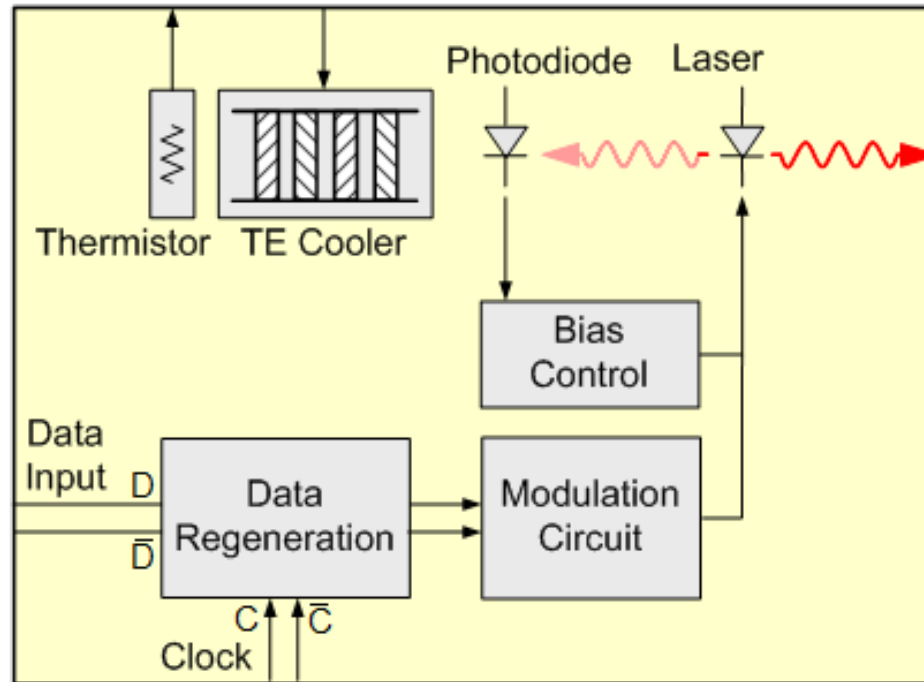 Photodiode
Laser
Thermistor
TE Cooler
Bias
Control
Data
Input
D
D̅
Data
Regeneration
Modulation
Circuit
C
C̅
Clock